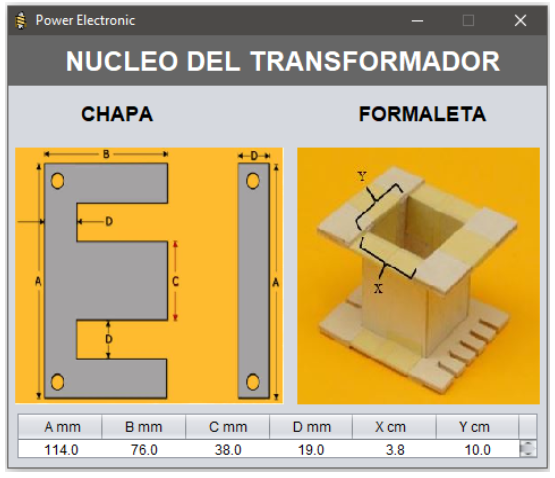 Power Electronic
NUCLEO DEL TRANSFORMADOR
CHAPA
FORMALETA
B
D
D
A
C
A
D
Y
X
A mm B mm C mm D mm X cm Y cm
114.0 76.0 38.0 19.0 3.8 10.0